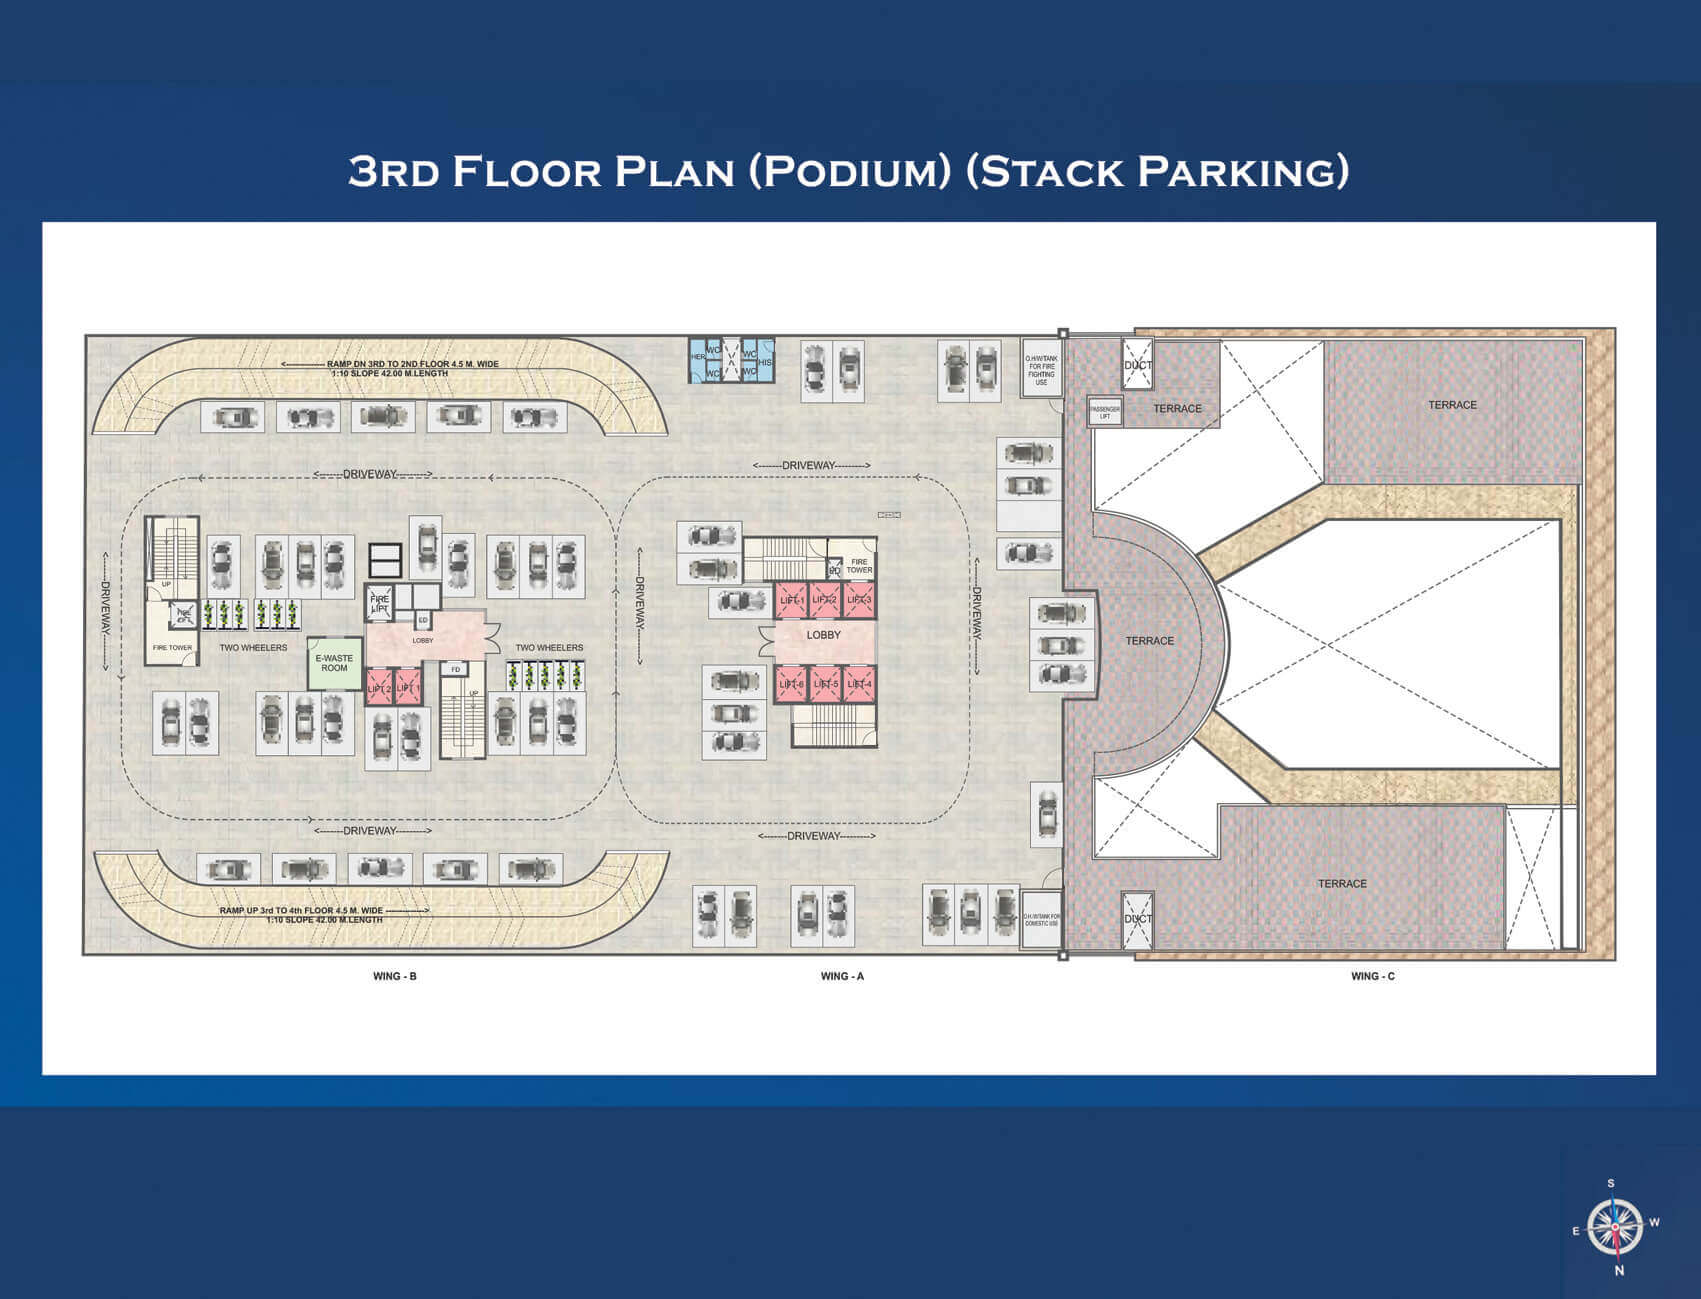 3RD FLOOR PLAN (PODIUM) (STACK PARKING)
<----------- RAMP DN 3RD TO 2ND FLOOR 4.5 M. WIDE
1:10 SLOPE 42.00 M.LENGTH
HER
WC
WC
WC
WC
HIS
O.H/W/TANK
FOR FIRE
FIGHTING
USE
DUCT
PASSENGER
LIFT
TERRACE
TERRACE
<-------DRIVEWAY--------->
<-------DRIVEWAY--------->
<-------DRIVEWAY--------->
<-------DRIVEWAY--------->
<-------DRIVEWAY--------->
UP
FIRE TOWER
TWO WHEELERS
E-WASTE
ROOM
FIRE
LIFT
ED
LOBBY
LIFT 2
LIFT 1
FD
UP
TWO WHEELERS
ED
FIRE
TOWER
LIFT-1
LIFT-2
LIFT-3
LOBBY
LIFT-6
LIFT-5
LIFT-4
TERRACE
<-------DRIVEWAY--------->
<-------DRIVEWAY--------->
RAMP UP 3rd TO 4th FLOOR 4.5 M. WIDE ----------->
1:10 SLOPE 42.00 M.LENGTH
O.H./W/TANK FOR
DOMESTIC USE
DUCT
TERRACE
WING - B
WING - A
WING - C
S
E
W
N